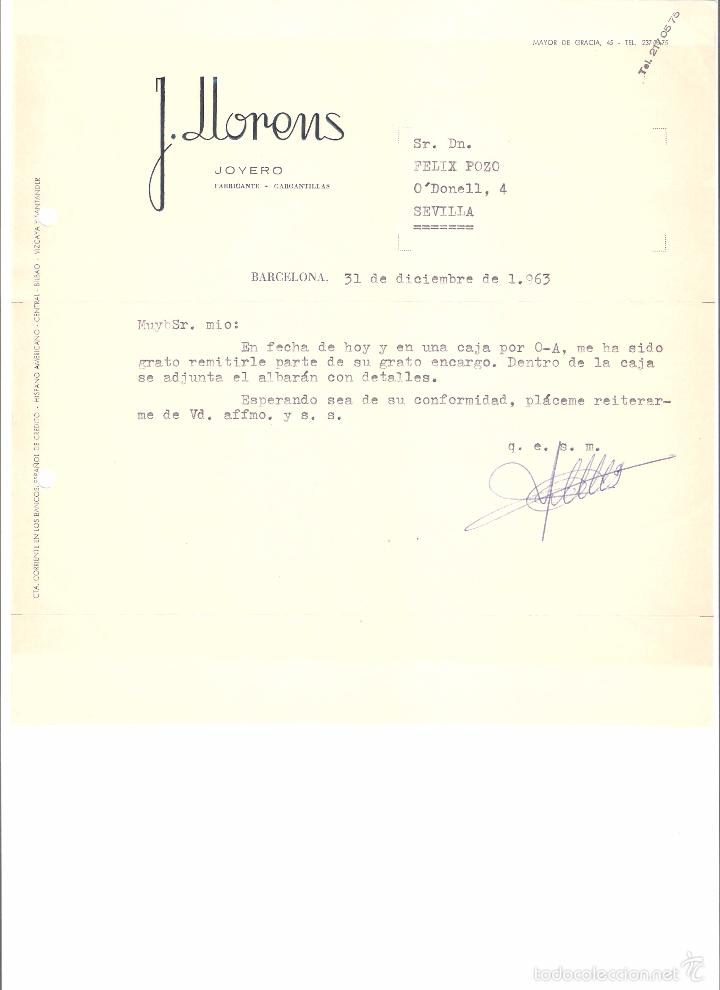 MAYOR DE GRACIA, 45 - TEL.
Tel. 217 05 75
J. Llorens
JOYERO
FABRICANTE - GARGANTILLAS
Sr. Dn.
FELIX POZO
O'Donell, 4
SEVILLA
=======
BARCELONA. 31 de diciembre de 1.963
MuybSr. mio:
En fecha de hoy y en una caja por O-A, me ha sido
grato remitirle parte de su grato encargo. Dentro de la caja
se adjunta el albarán con detalles.
Esperando sea de su conformidad, pláceme reiterar-
me de Vd. affmo. y s. s.
q. e. s. m.
CTA. CORRIENTE EN LOS BANCOS: ESPAÑOL DE CREDITO - HISPANO AMERICANO - CENTRAL - BILBAO - VIZCAYA Y SANTANDER
todocoleccion.net